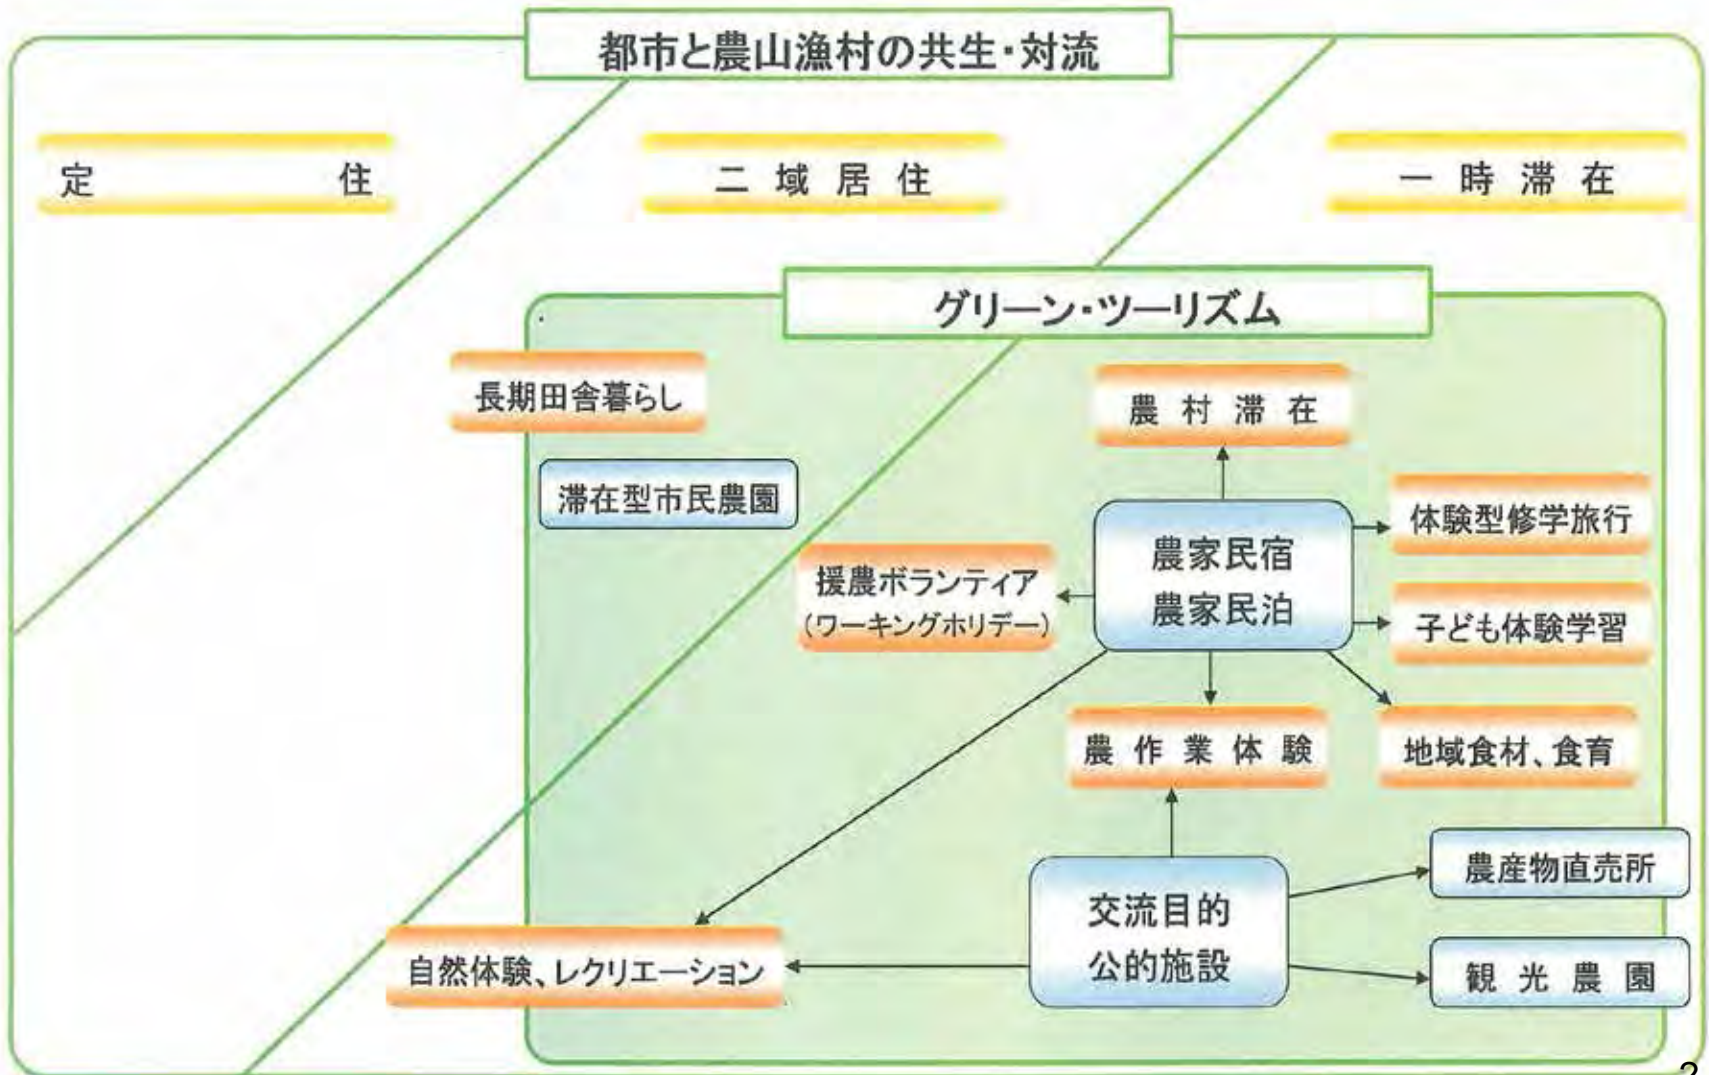 都市と農山漁村の共生・対流
定住
二域居住
一時滞在
グリーン・ツーリズム
長期田舎暮らし
農村滞在
滞在型市民農園
体験型修学旅行
農家民宿
農家民泊
援農ボランティア
(ワーキングホリデー)
子ども体験学習
農作業体験
地域食材、食育
農産物直売所
交流目的
公的施設
自然体験、レクリエーション
観光農園
2